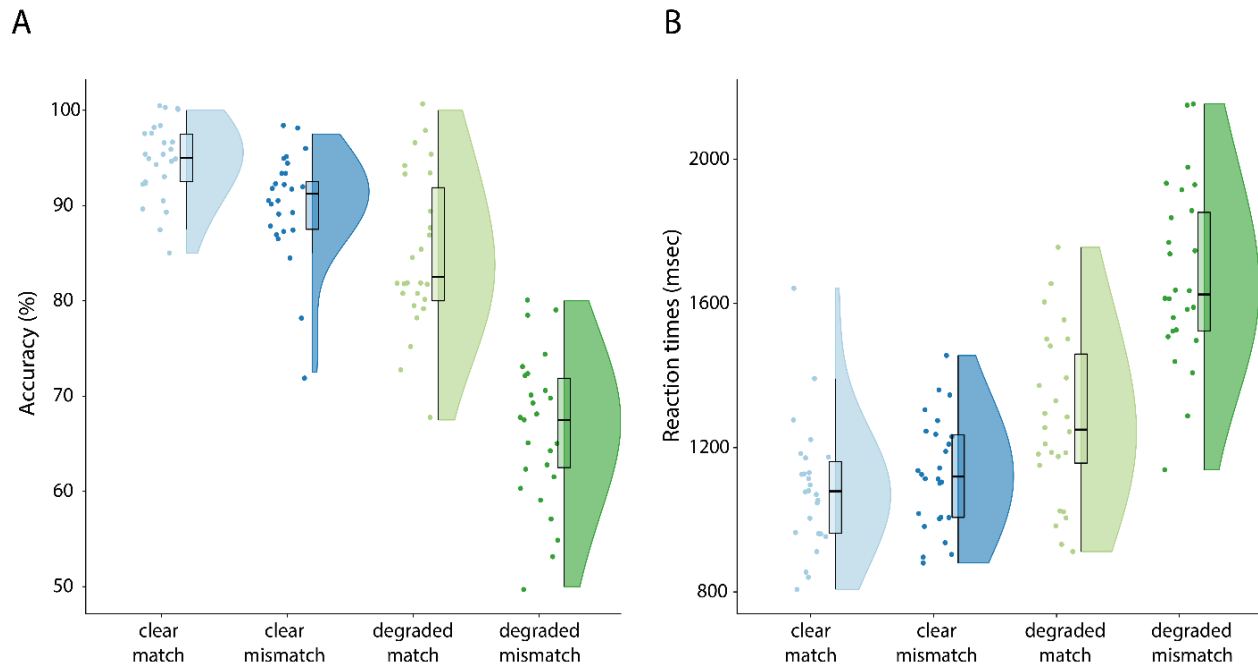 A
Accuracy (%)
100
90
80
70
60
50
clear
match
clear
mismatch
degraded
match
degraded
mismatch
B
Reaction times (msec)
2000
1600
1200
800
clear
match
clear
mismatch
degraded
match
degraded
mismatch